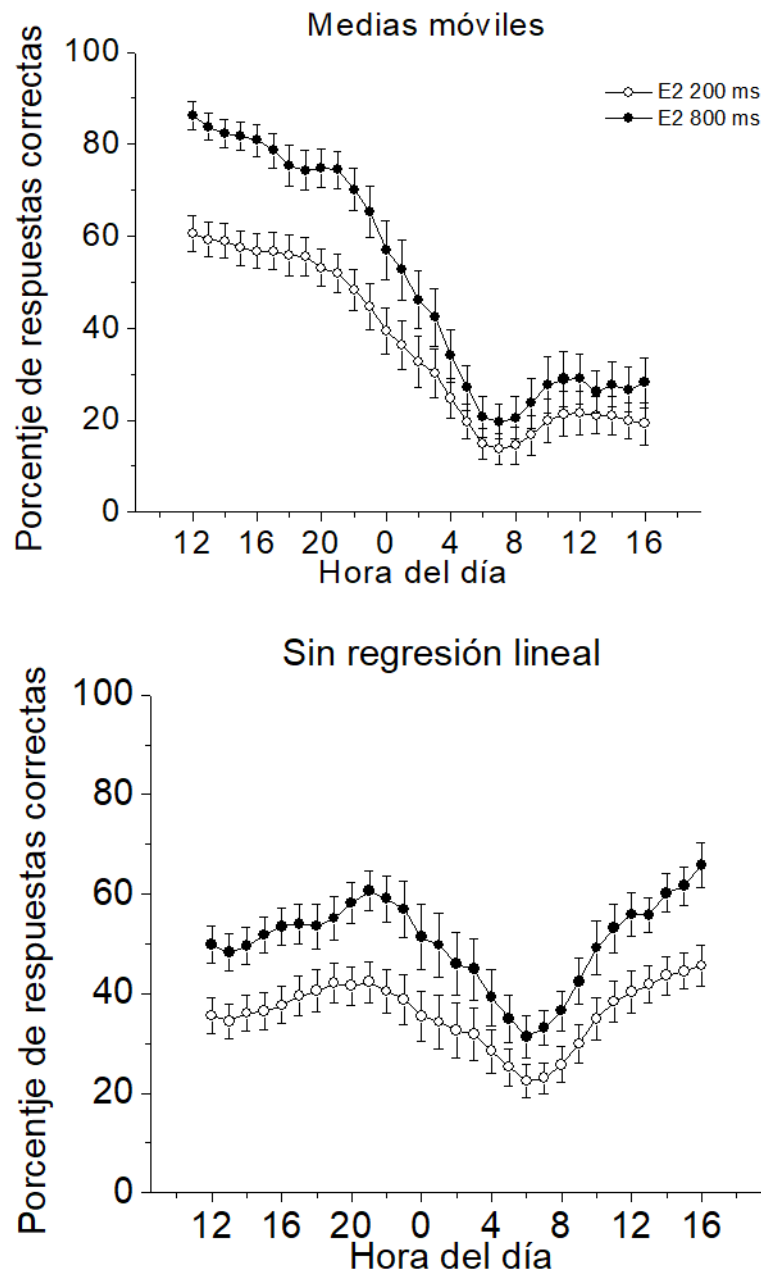 Medias móviles
Porcentje de respuestas correctas
100
80
60
40
20
0
E2 200 ms
E2 800 ms
12 16 20 0 4 8 12 16
Hora del día
Sin regresión lineal
Porcentje de respuestas correctas
100
80
60
40
20
0
12 16 20 0 4 8 12 16
Hora del día